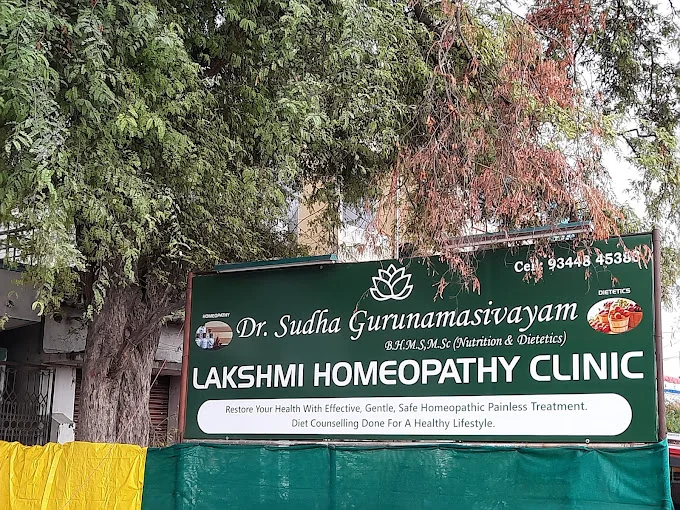 Cell: 93448 45388
HOMEOPATHY
DIETETICS
Dr. Sudha Gurunamasivayam
B.H.M.S,M.Sc (Nutrition & Dietetics)
LAKSHMI HOMEOPATHY CLINIC
Restore Your Health With Effective, Gentle, Safe Homeopathic Painless Treatment.
Diet Counselling Done For A Healthy Lifestyle.